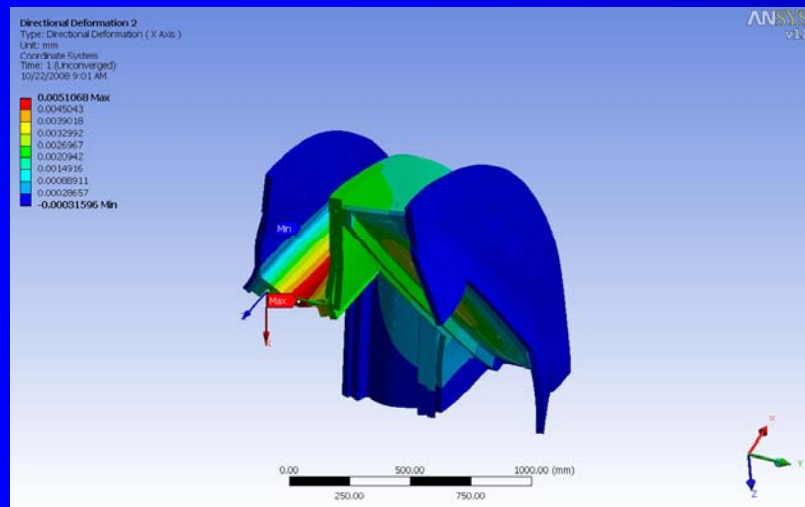 Directional Deformation 2
Type: Directional Deformation ( X Axis )
Unit: mm
Coordinate System
Time: 1 (Unconverged)
10/22/2008 9:01 AM
0.0051068 Max
0.0045043
0.0039018
0.0032992
0.0026967
0.0020942
0.0014916
0.00088911
0.00028657
-0.00031596 Min
Min
Max
X
0.00 500.00 1000.00 (mm)
250.00 750.00
X
Y
Z